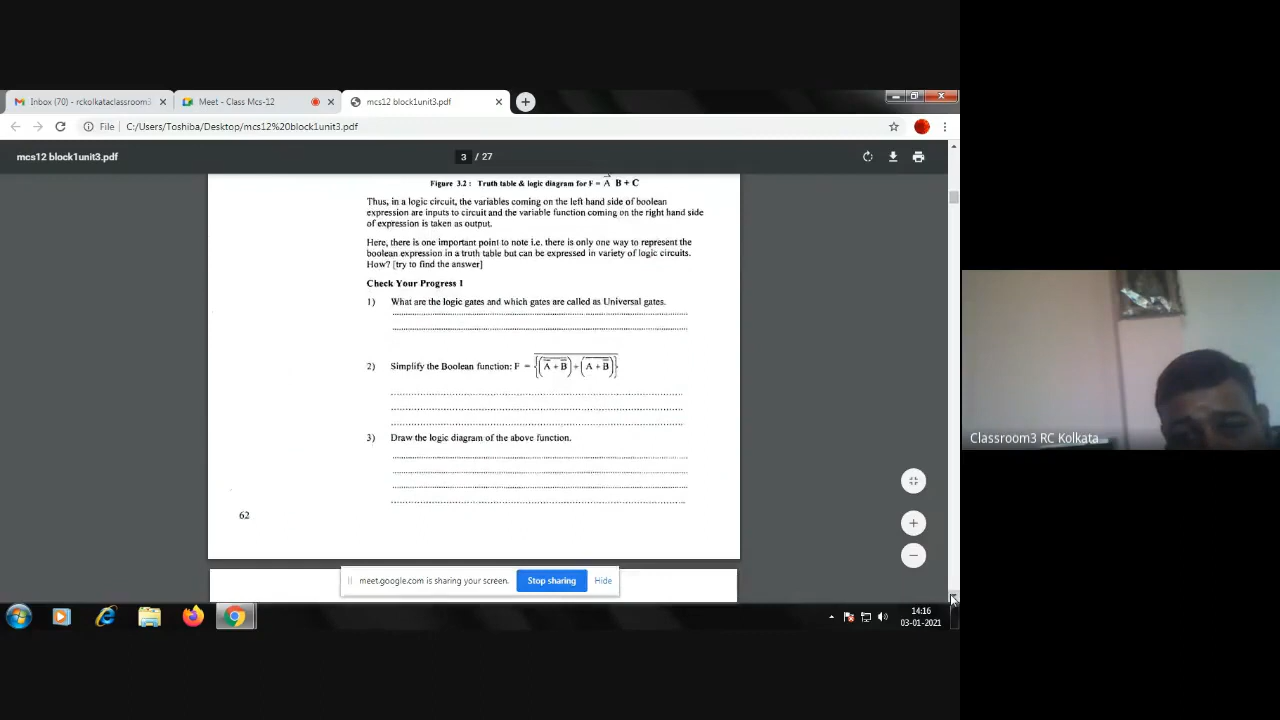 Inbox (70) - rckolkataclassroom3
Meet - Class Mcs-12
mcs12 block1unit3.pdf
File
C:/Users/Toshiba/Desktop/mcs12%20block1unit3.pdf
mcs12 block1unit3.pdf
3 / 27
Figure 3.2 : Truth table & logic diagram for F = A̅ B + C
Thus, in a logic circuit, the variables coming on the left hand side of boolean
expression are inputs to circuit and the variable function coming on the right hand side
of expression is taken as output.
Here, there is one important point to note i.e. there is only one way to represent the
boolean expression in a truth table but can be expressed in variety of logic circuits.
How? [try to find the answer]
Check Your Progress 1
1) What are the logic gates and which gates are called as Universal gates.
2) Simplify the Boolean function: F = {(A̅ + B̅) + (A + B̅)}
3) Draw the logic diagram of the above function.
62
Classroom3 RC Kolkata
meet.google.com is sharing your screen.
Stop sharing
Hide
14:16
03-01-2021